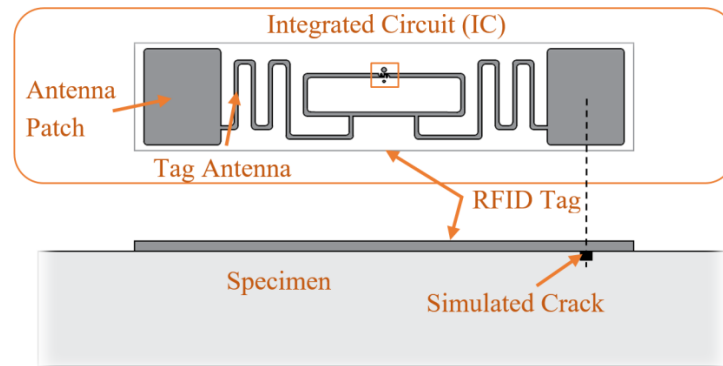 Integrated Circuit (IC)
Antenna
Patch
Tag Antenna
RFID Tag
Specimen
Simulated Crack